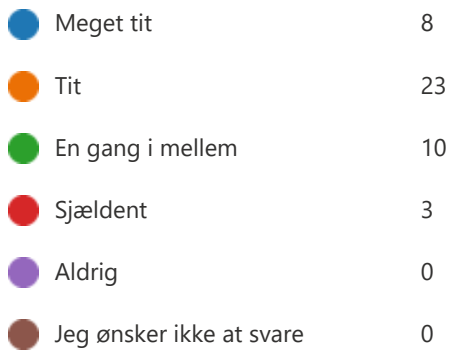 Meget tit 8
Tit 23
En gang i mellem 10
Sjældent 3
Aldrig 0
Jeg ønsker ikke at svare 0